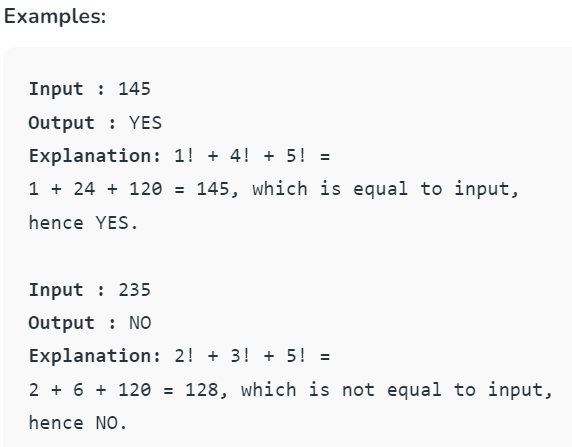 Examples:
Input : 145
Output : YES
Explanation: 1! + 4! + 5! =
1 + 24 + 120 = 145, which is equal to input,
hence YES.
Input : 235
Output : NO
Explanation: 2! + 3! + 5! =
2 + 6 + 120 = 128, which is not equal to input,
hence NO.